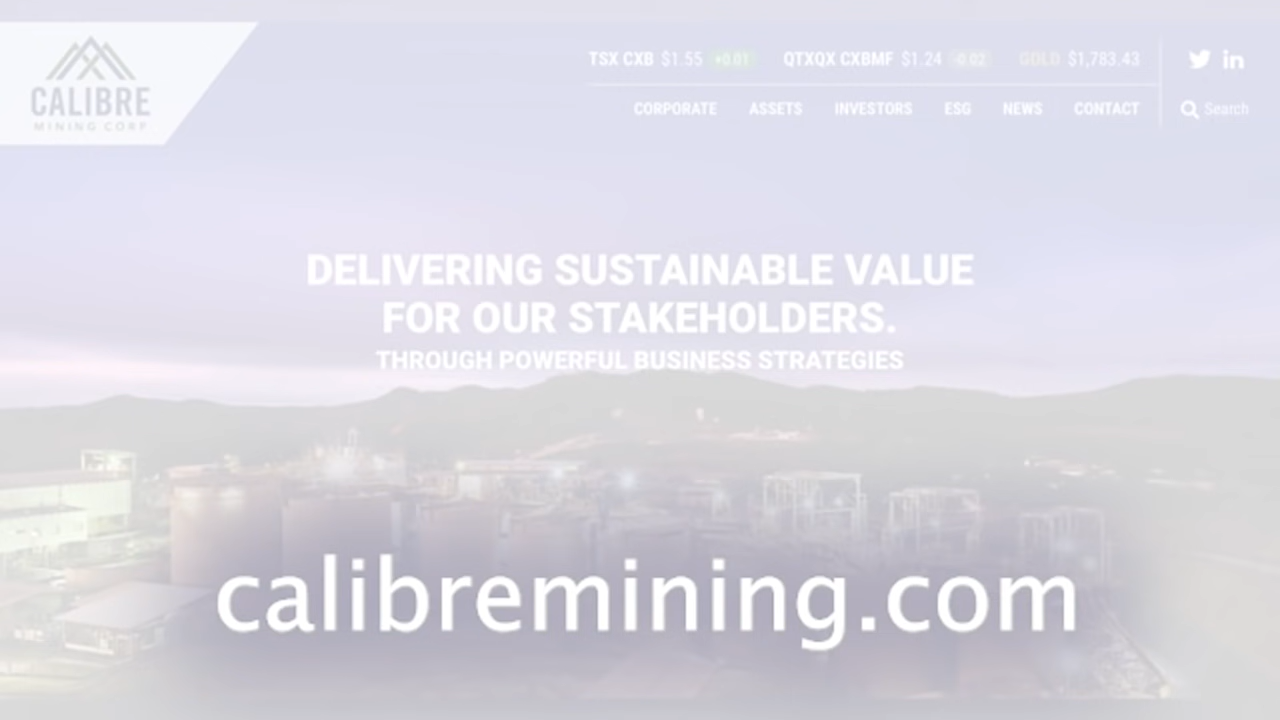 CALIBRE
MINING CORP
TSX CXB $1.55 +0.01 QTXQX CXBMF $1.24 -0.02 GOLD $1,783.43
CORPORATE ASSETS INVESTORS ESG NEWS CONTACT Search
DELIVERING SUSTAINABLE VALUE
FOR OUR STAKEHOLDERS.
THROUGH POWERFUL BUSINESS STRATEGIES
calibremining.com